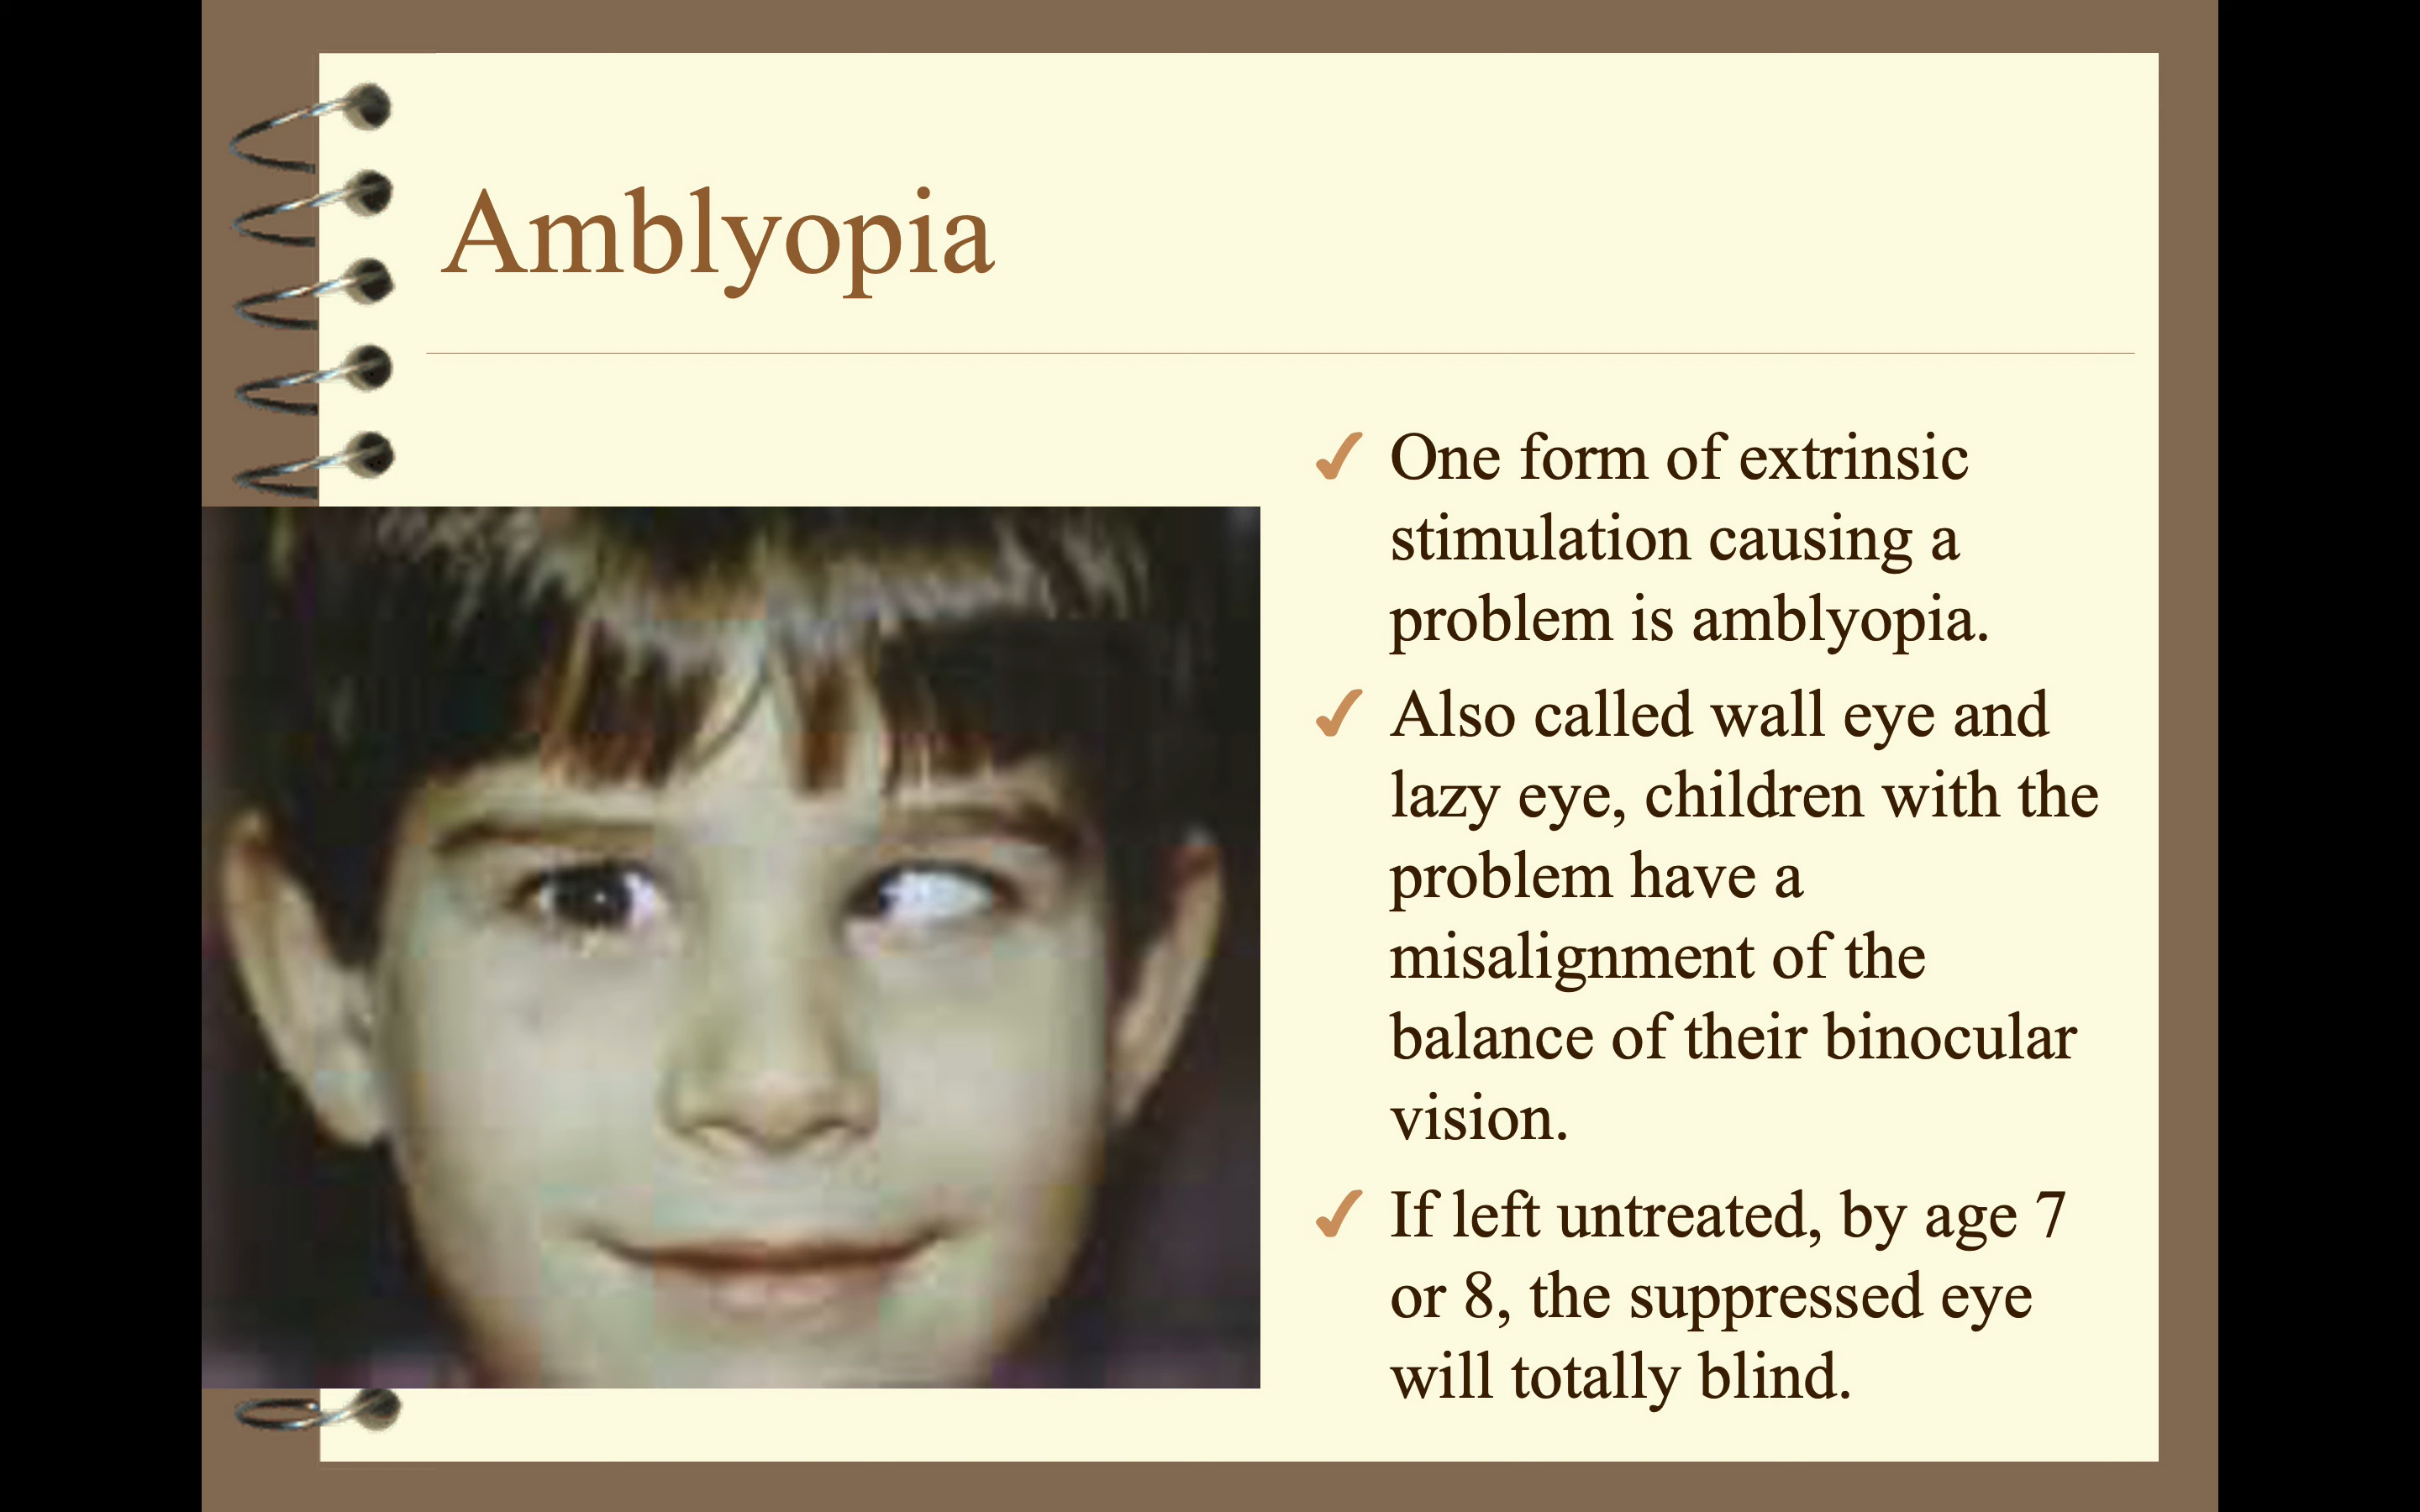 Amblyopia
One form of extrinsic
stimulation causing a
problem is amblyopia.
Also called wall eye and
lazy eye, children with the
problem have a
misalignment of the
balance of their binocular
vision.
If left untreated, by age 7
or 8, the suppressed eye
will totally blind.